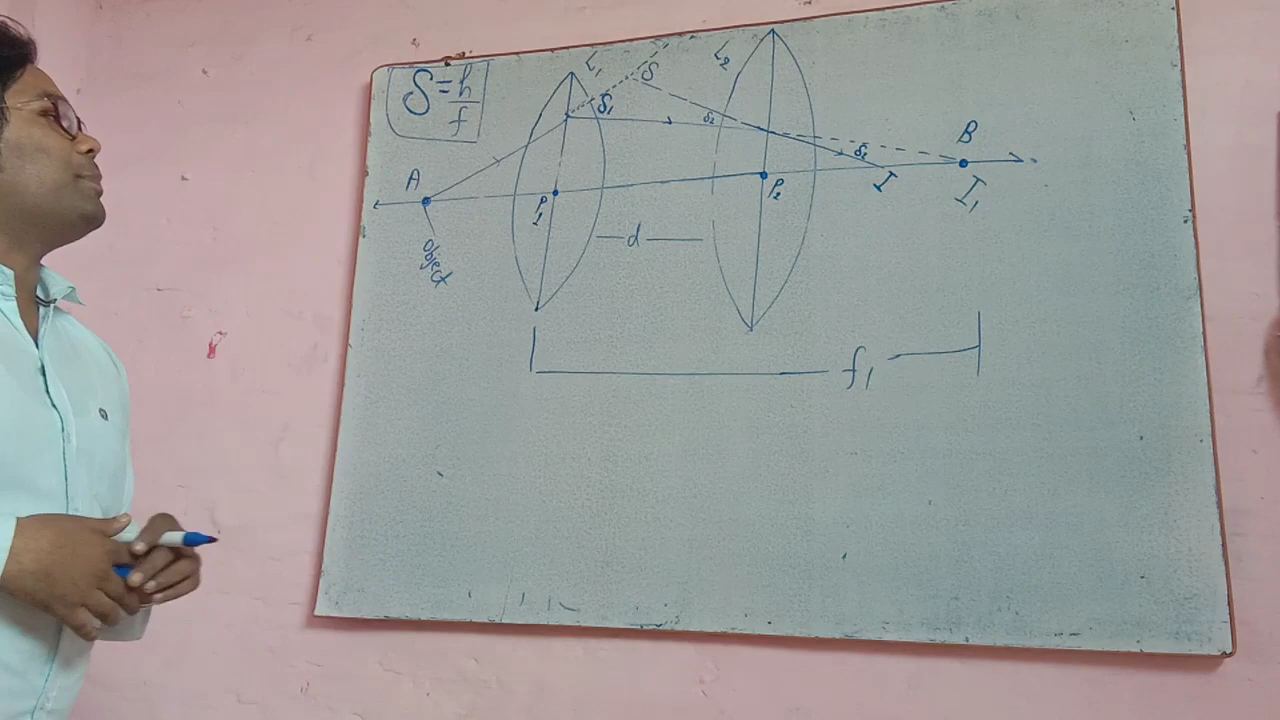 δ = h/f
L₁
L₂
δ
δ₁
δ₂
δ₂
A
B
P₁
P₂
I
I₁
object
d
f₁